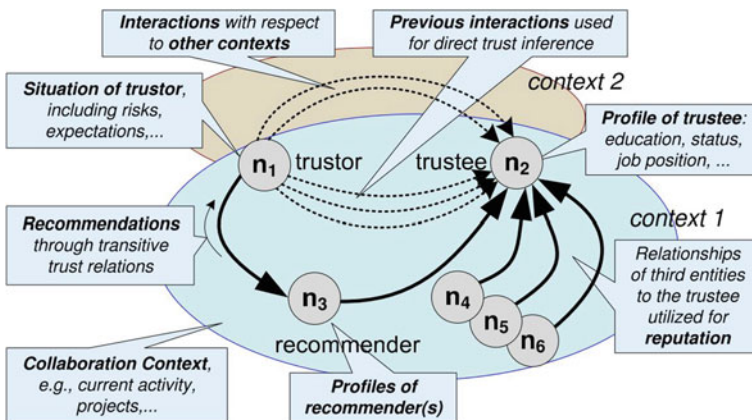 Interactions with respect
to other contexts
Previous interactions used
for direct trust inference
context 2
Situation of trustor,
including risks,
expectations,...
Profile of trustee:
education, status,
job position, ...
n1
trustor
trustee
n2
context 1
Recommendations
through transitive
trust relations
Relationships
of third entities
to the trustee
utilized for
reputation
n3
n4
n5
n6
recommender
Collaboration Context,
e.g., current activity,
projects,...
Profiles of
recommender(s)